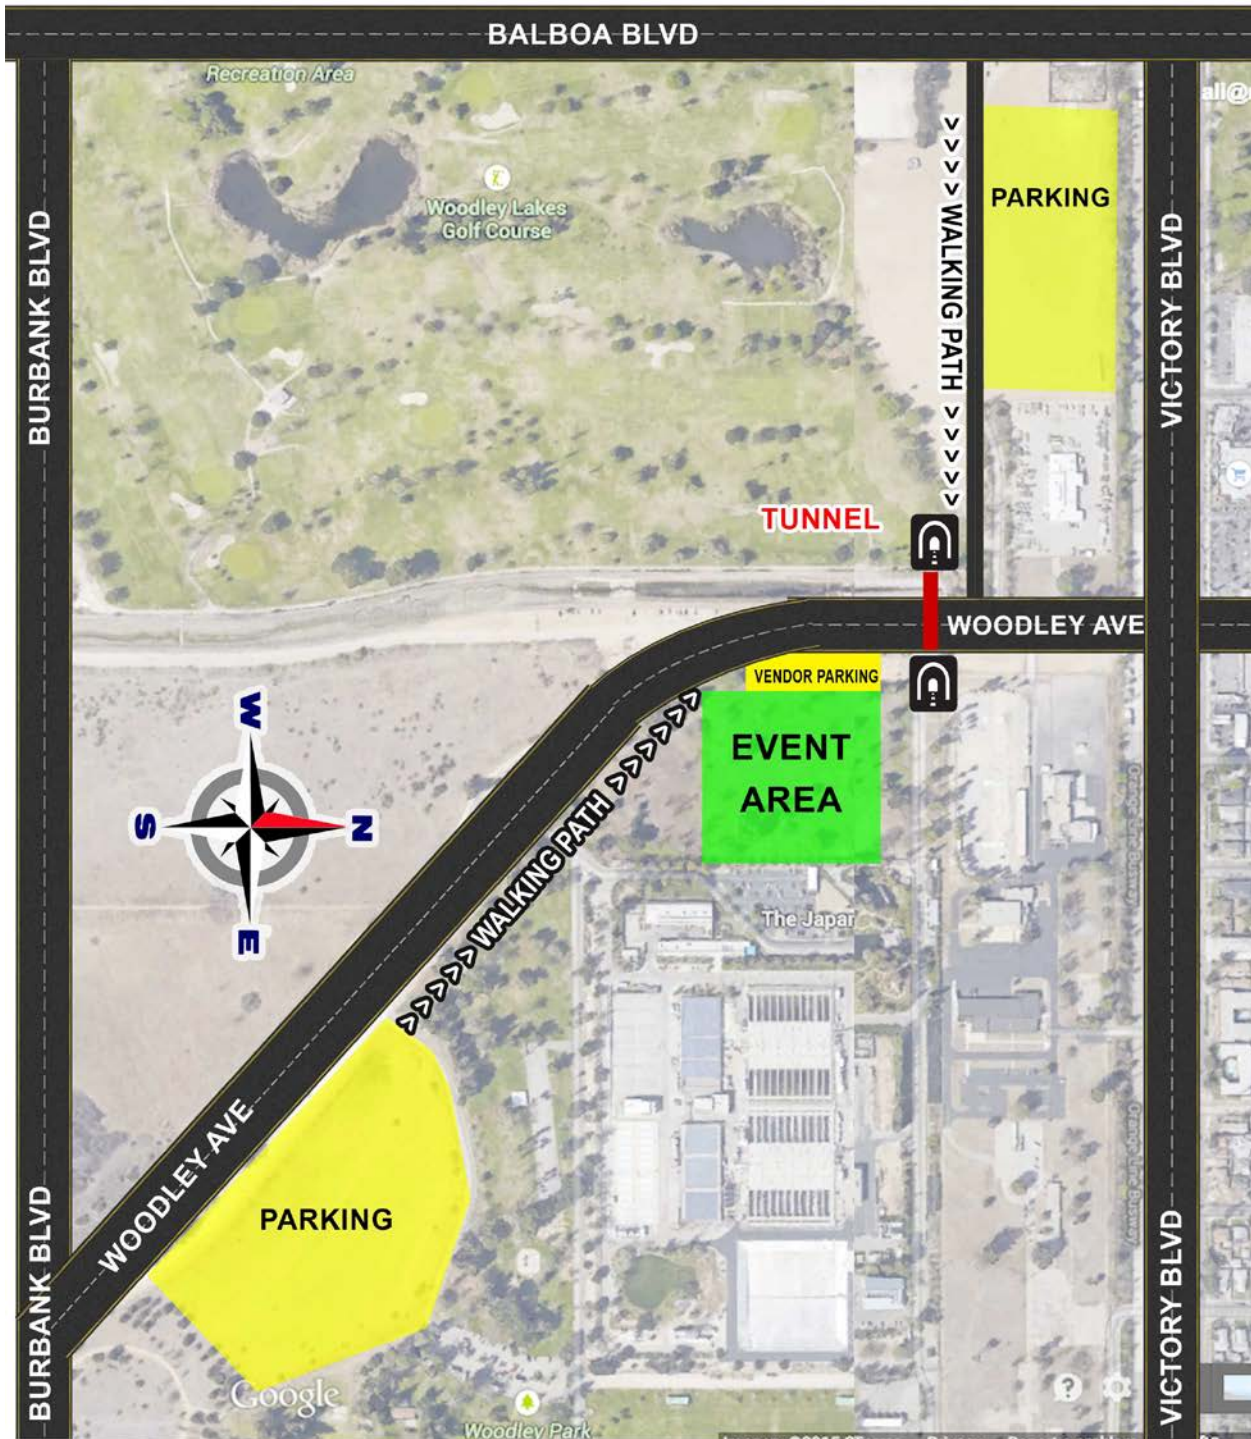 BALBOA BLVD
Recreation Area
all@
> > > > > WALKING PATH > > > > >
PARKING
Woodley Lakes
Golf Course
BURBANK BLVD
VICTORY BLVD
TUNNEL
WOODLEY AVE
VENDOR PARKING
EVENT
AREA
W
S
N
E
> > > > > WALKING PATH > > > > > > >
The Japan
WOODLEY AVE
PARKING
BURBANK BLVD
VICTORY BLVD
Google
?
Woodley Park